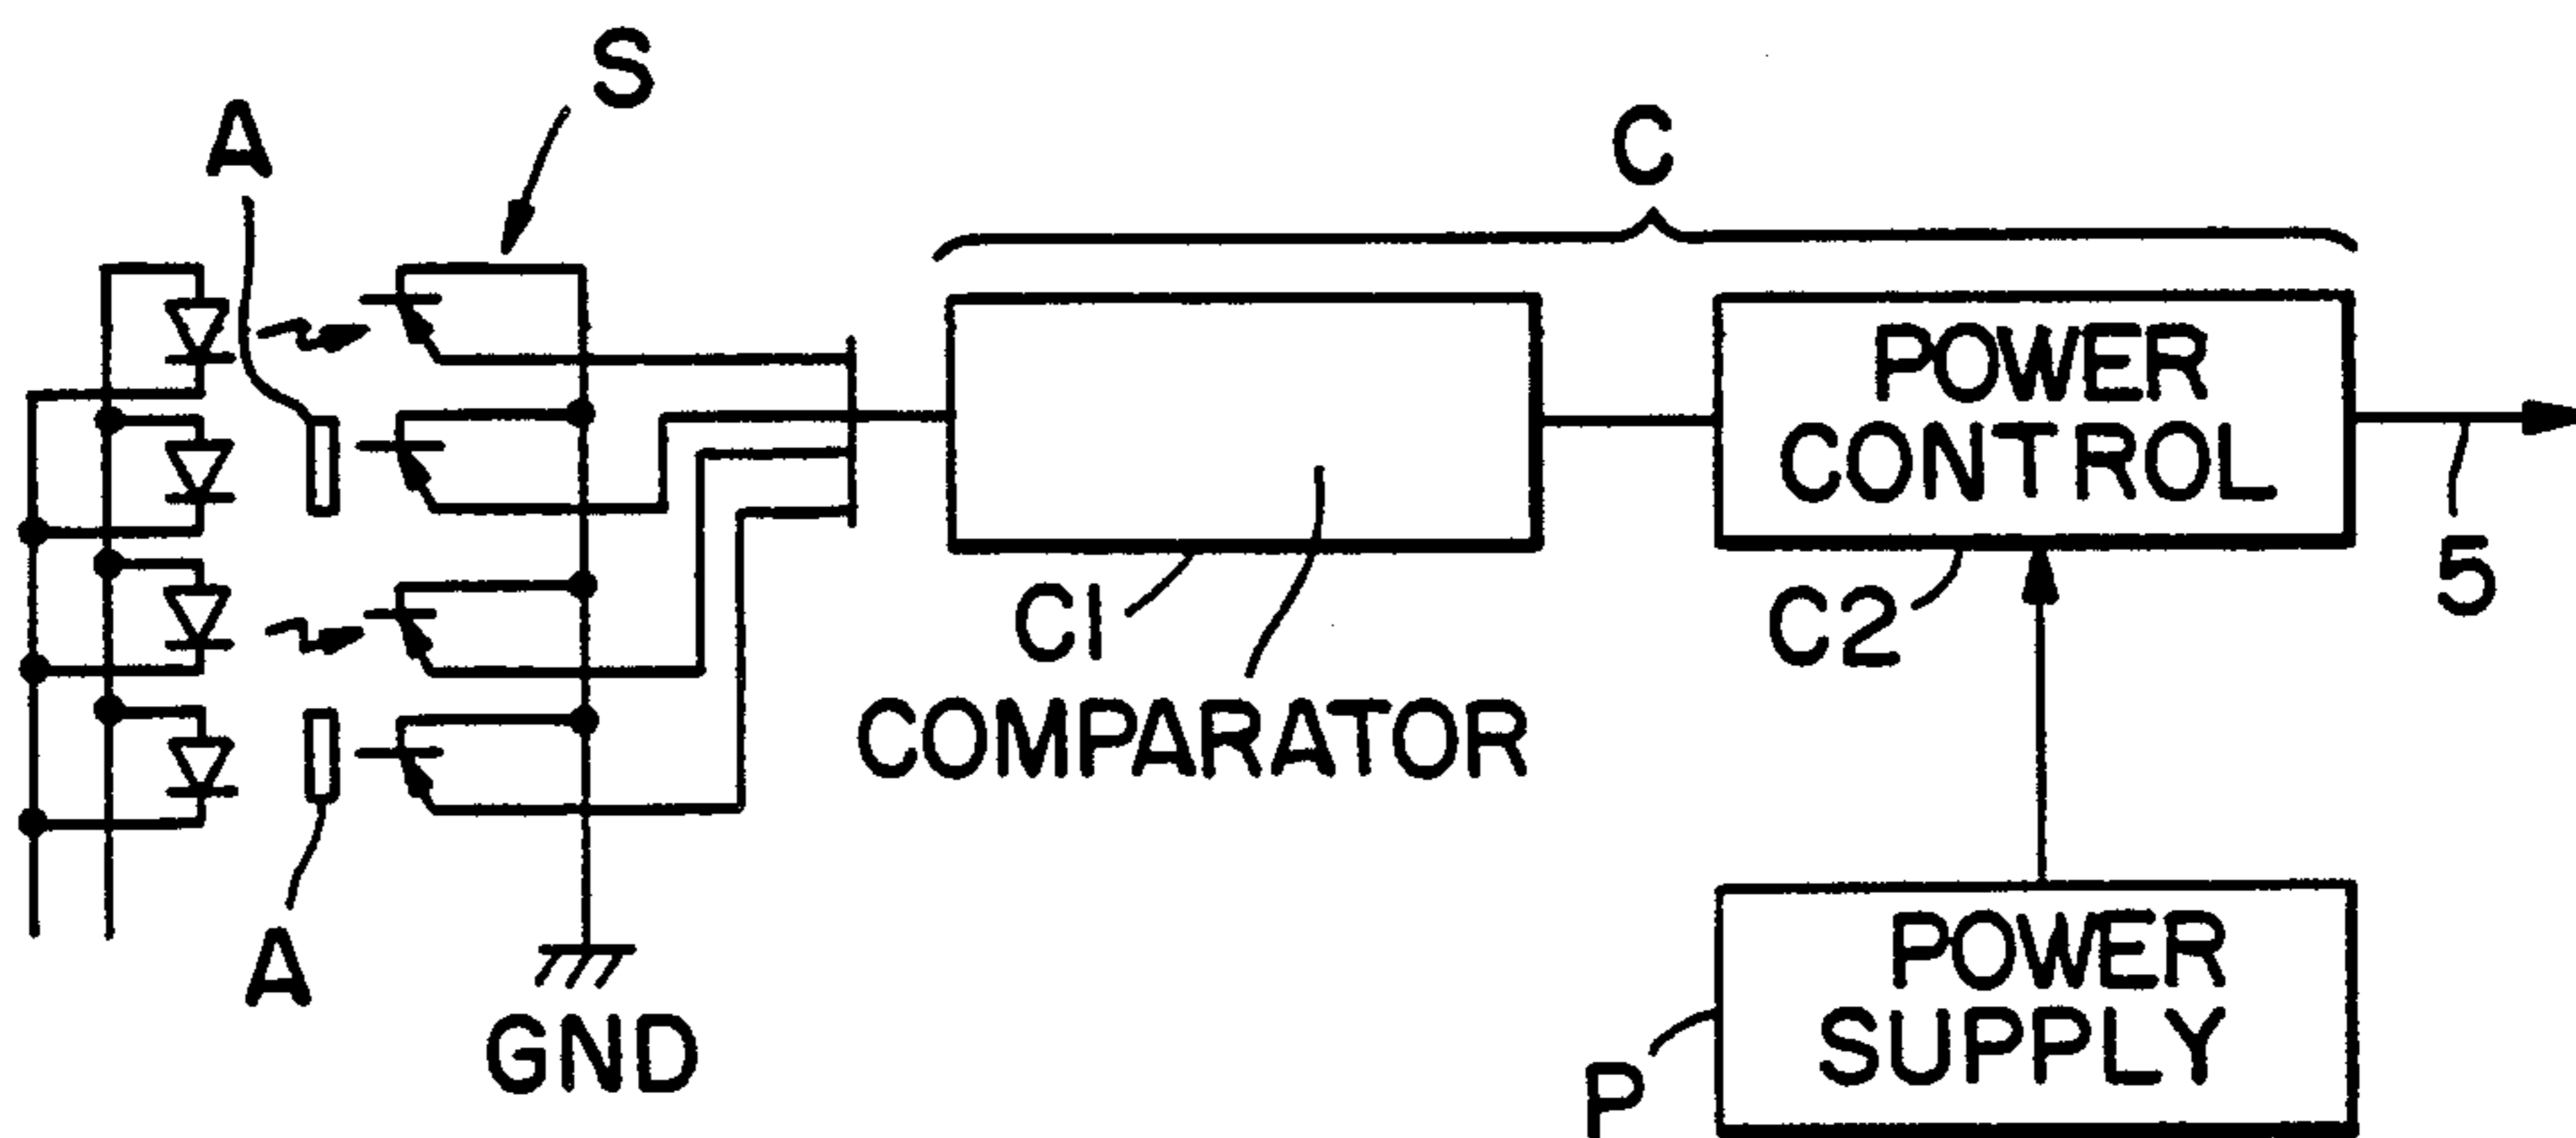 S
A
C
POWER
CONTROL
5
C1
C2
COMPARATOR
A
GND
POWER
SUPPLY
P